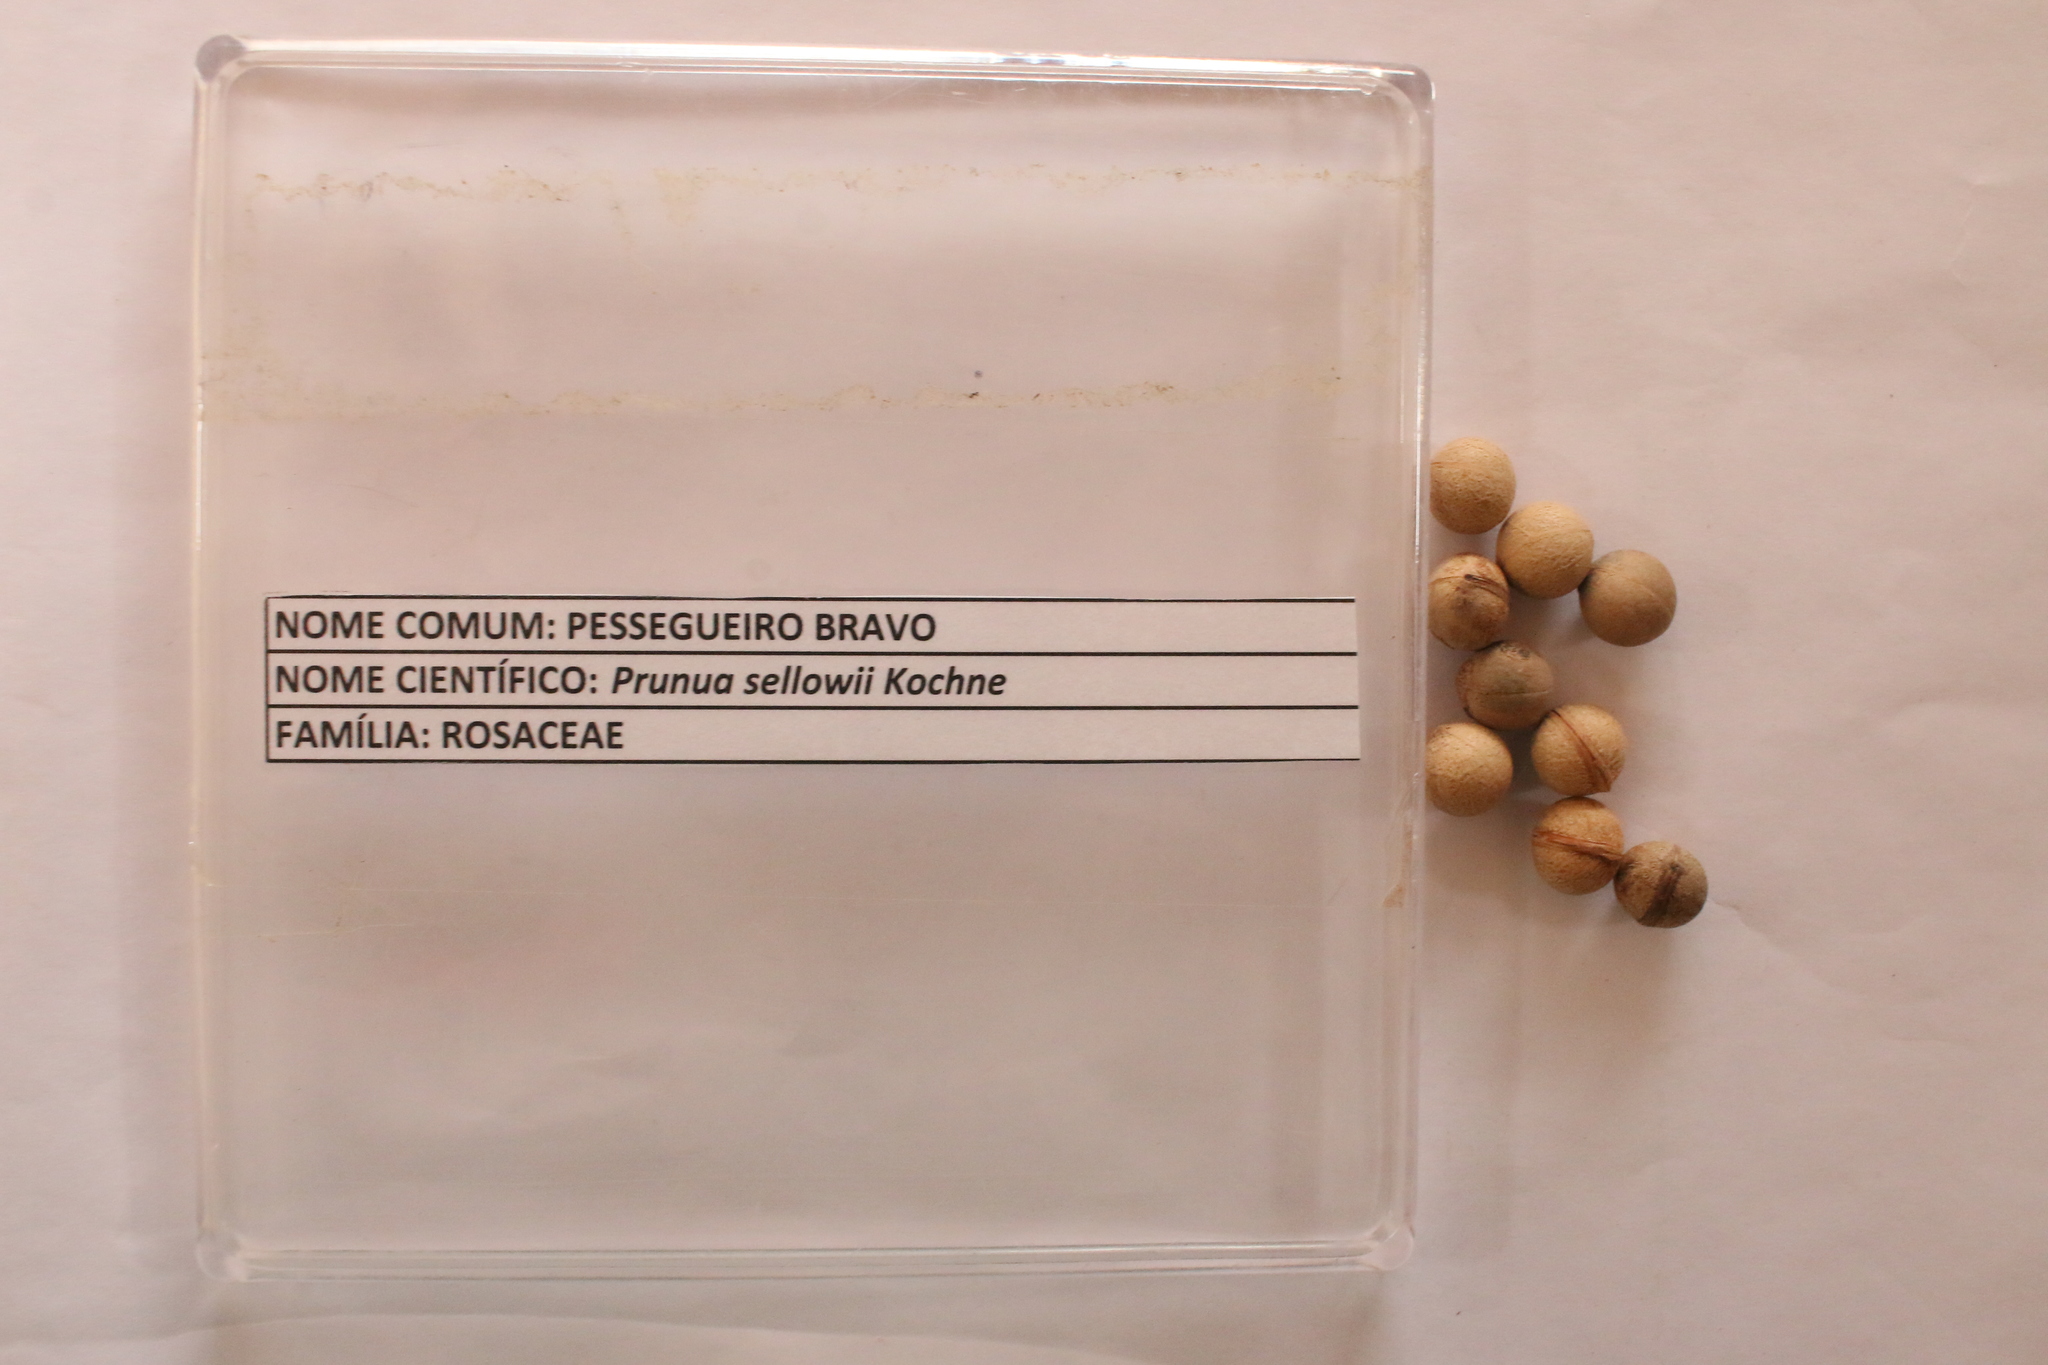 NOME COMUM: PESSEGUEIRO BRAVO
NOME CIENTÍFICO: Prunua sellowii Kochne
FAMÍLIA: ROSACEAE